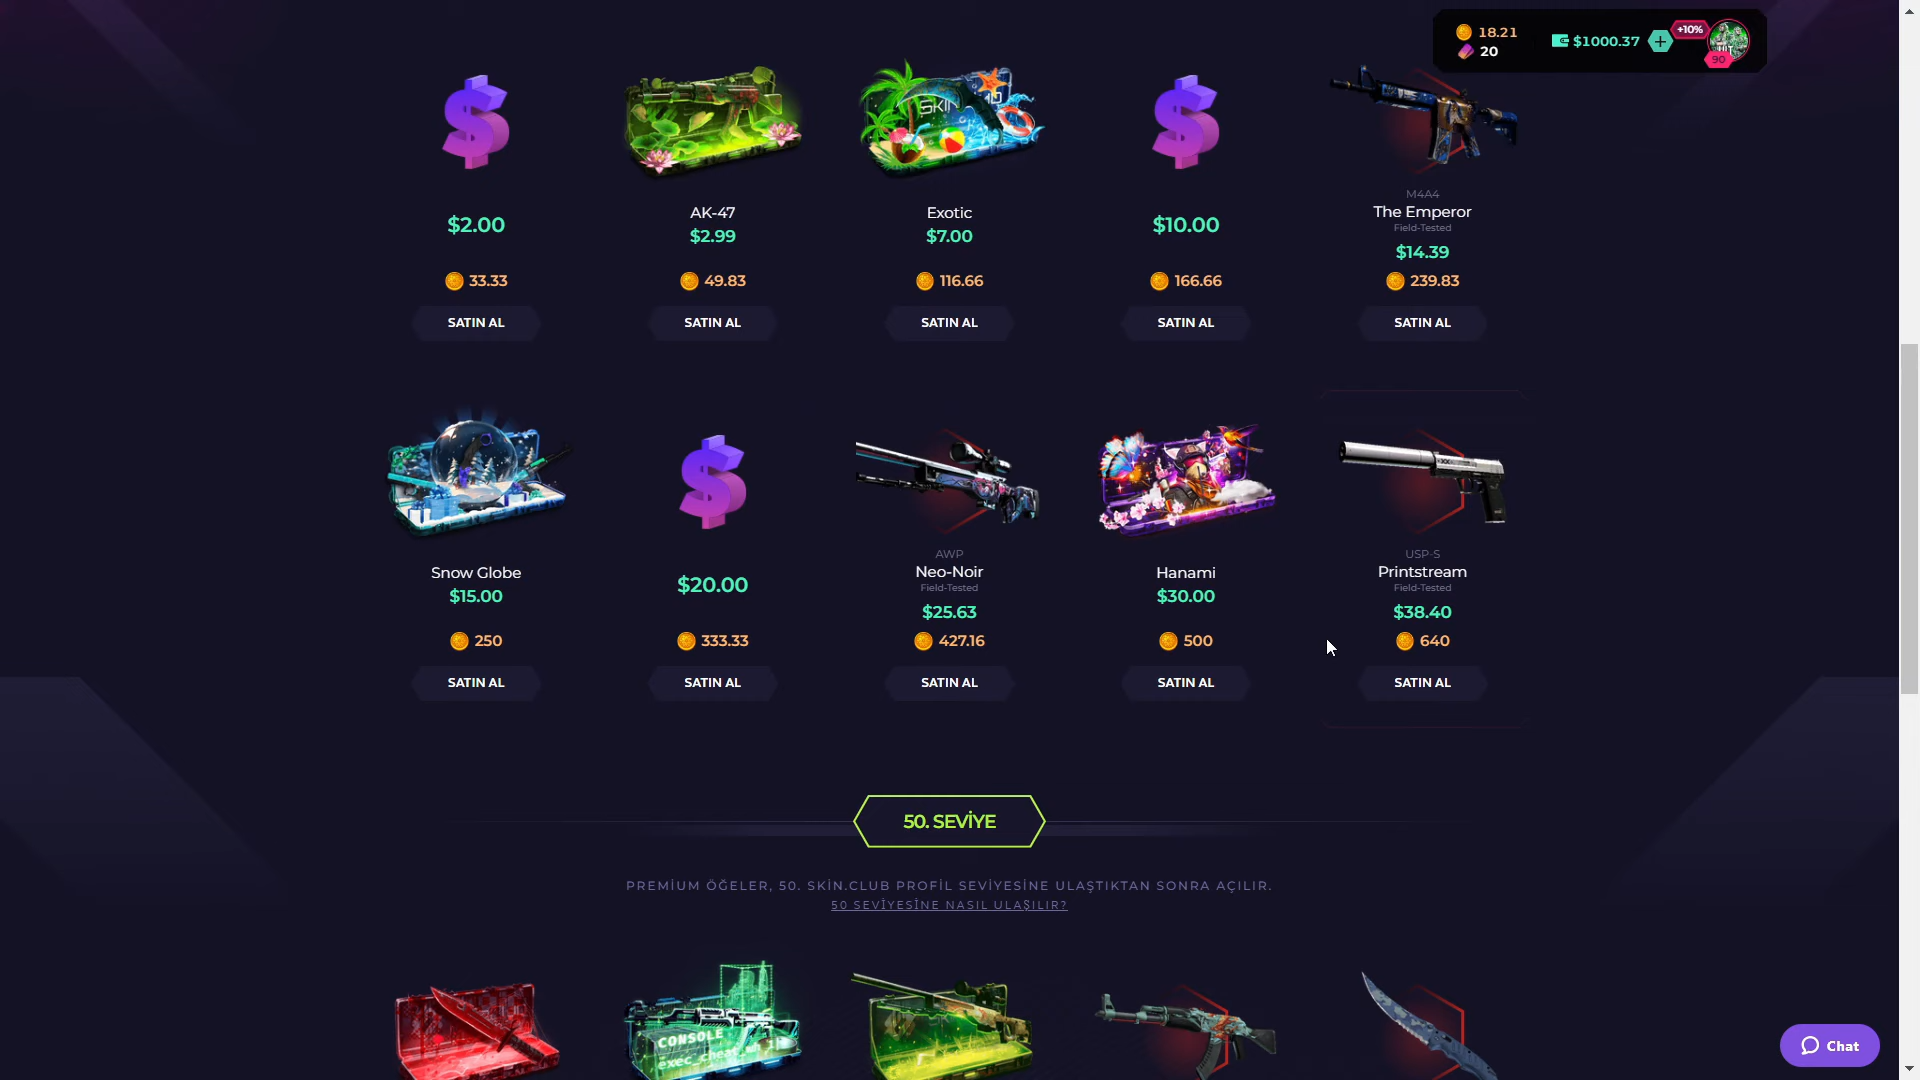 18.21
20
$1000.37
+10%
90
$2.00
33.33
SATIN AL
AK-47
$2.99
49.83
SATIN AL
Exotic
$7.00
116.66
SATIN AL
$10.00
166.66
SATIN AL
M4A4
The Emperor
Field-Tested
$14.39
239.83
SATIN AL
Snow Globe
$15.00
250
SATIN AL
$20.00
333.33
SATIN AL
AWP
Neo-Noir
Field-Tested
$25.63
427.16
SATIN AL
Hanami
$30.00
500
SATIN AL
USP-S
Printstream
Field-Tested
$38.40
640
SATIN AL
50. SEVİYE
PREMİUM ÖĞELER, 50. SKİN.CLUB PROFİL SEVİYESİNE ULAŞTIKTAN SONRA AÇILIR.
50 SEVİYESİNE NASIL ULAŞILIR?
CONSOLE
Chat